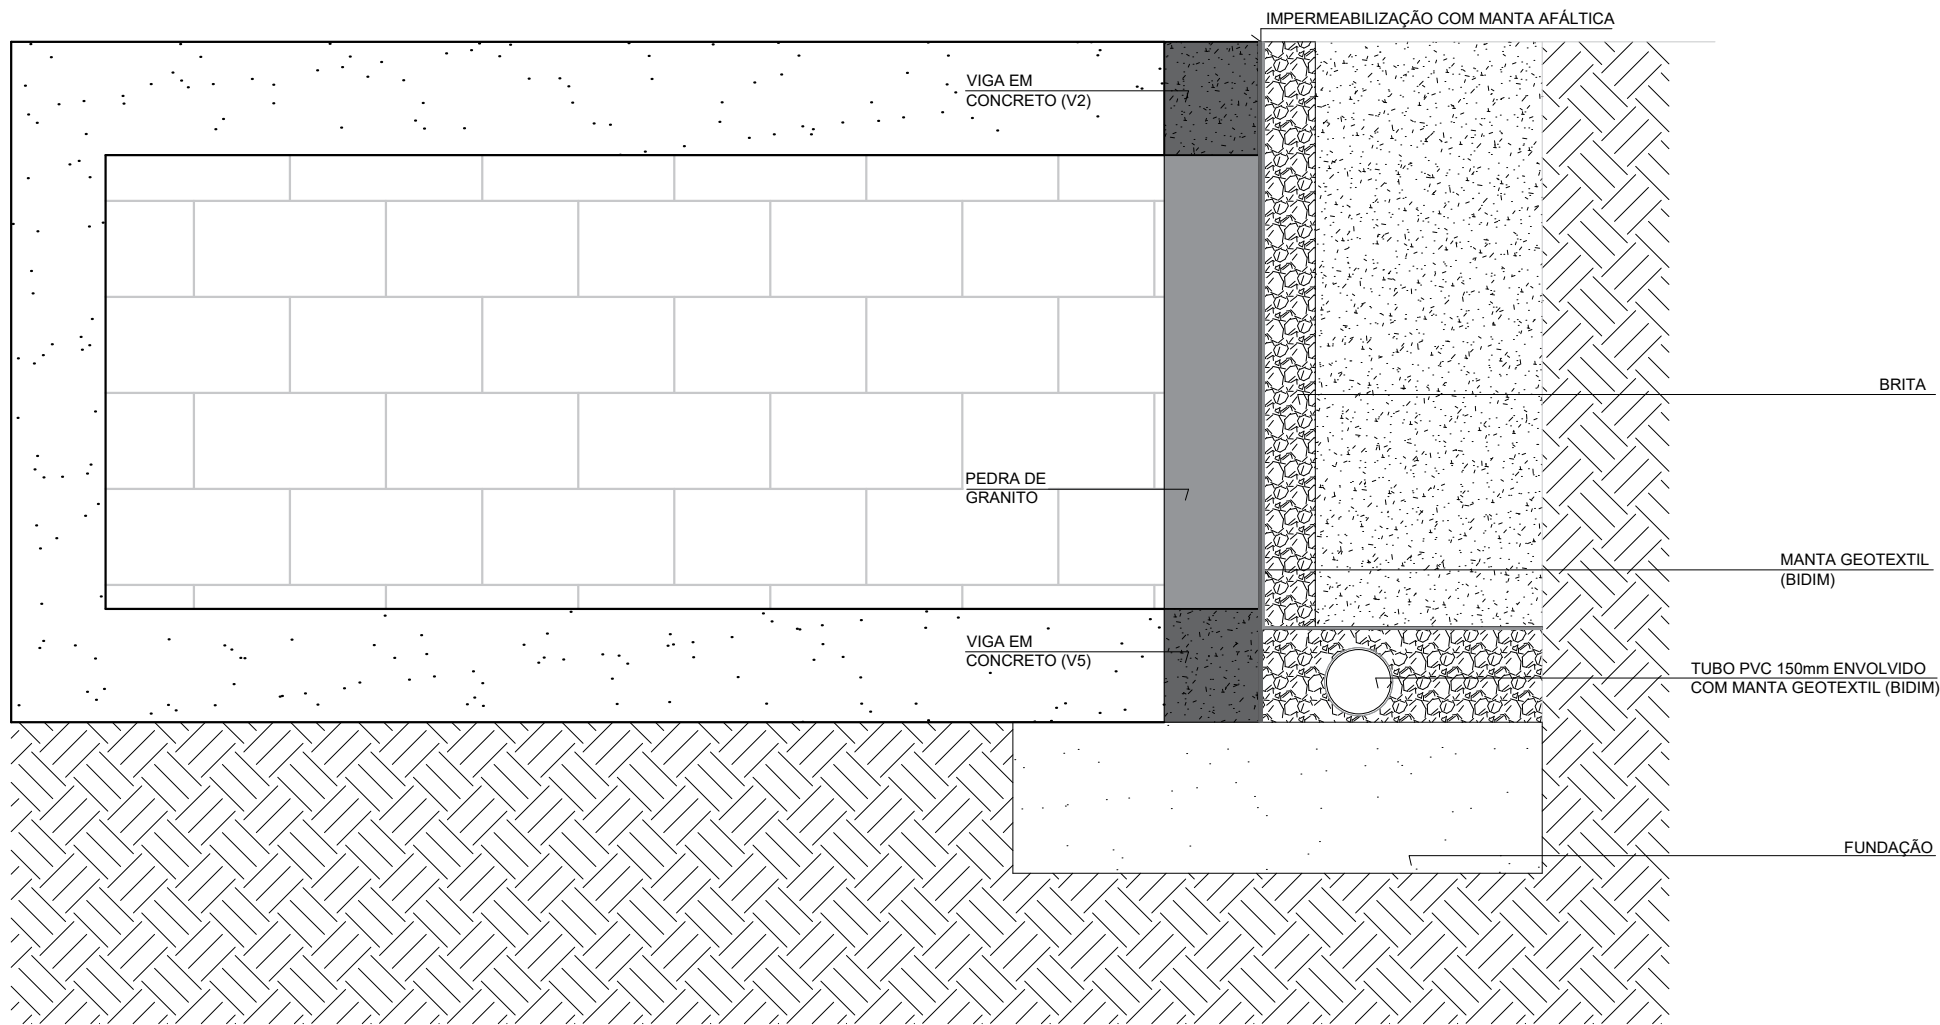 IMPERMEABILIZAÇÃO COM MANTA AFÁLTICA
VIGA EM
CONCRETO (V2)
BRITA
PEDRA DE
GRANITO
MANTA GEOTEXTIL
(BIDIM)
VIGA EM
CONCRETO (V5)
TUBO PVC 150mm ENVOLVIDO
COM MANTA GEOTEXTIL (BIDIM)
FUNDAÇÃO